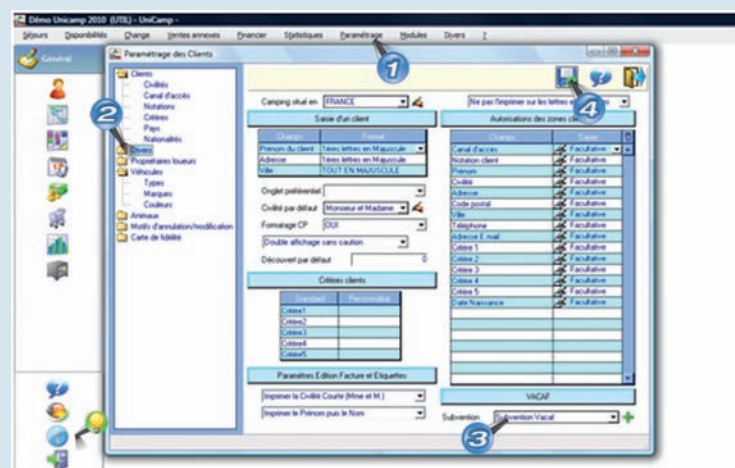 Démo Unicamp 2010 (UTIL) - UniCamp -
Séjours Disponibilités Change Ventes annexes Financier Statistiques Paramétrage Modules Divers ?
Général
Paramétrage des Clients
1
2
3
4
Clients
Civilités
Canal d'accès
Notations
Critères
Pays
Nationalités
Divers
Propriétaires loueurs
Véhicules
Types
Marques
Couleurs
Animaux
Motifs d'annulation/modification
Carte de fidélité
Camping situé en FRANCE
Ne pas l'imprimer sur les lettres
Saisie d'un client
Champs Format
Prénom du client 1ères lettres en Majuscule
Adresse 1ères lettres en Majuscule
Ville TOUT EN MAJUSCULE
Onglet préférentiel
Civilité par défaut Monsieur et Madame
Formatage CP OUI
Double affichage sans caution
Découvert par défaut 0
Critères clients
Standard Personnalisé
Critère1
Critère2
Critère3
Critère4
Critère5
Paramètres Edition Facture et Etiquettes
Imprimer la Civilité Courte (Mme et M.)
Imprimer le Prénom puis le Nom
Autorisations des zones
Champs Saisie
Canal d'accès Facultative
Notation client Facultative
Prénom Facultative
Civilité Facultative
Adresse Facultative
Code postal Facultative
Ville Facultative
Téléphone Facultative
Adresse E.mail Facultative
Critère 1 Facultative
Critère 2 Facultative
Critère 3 Facultative
Critère 4 Facultative
Critère 5 Facultative
Date Naissance Facultative
VACAF
Subvention Subvention Vacaf